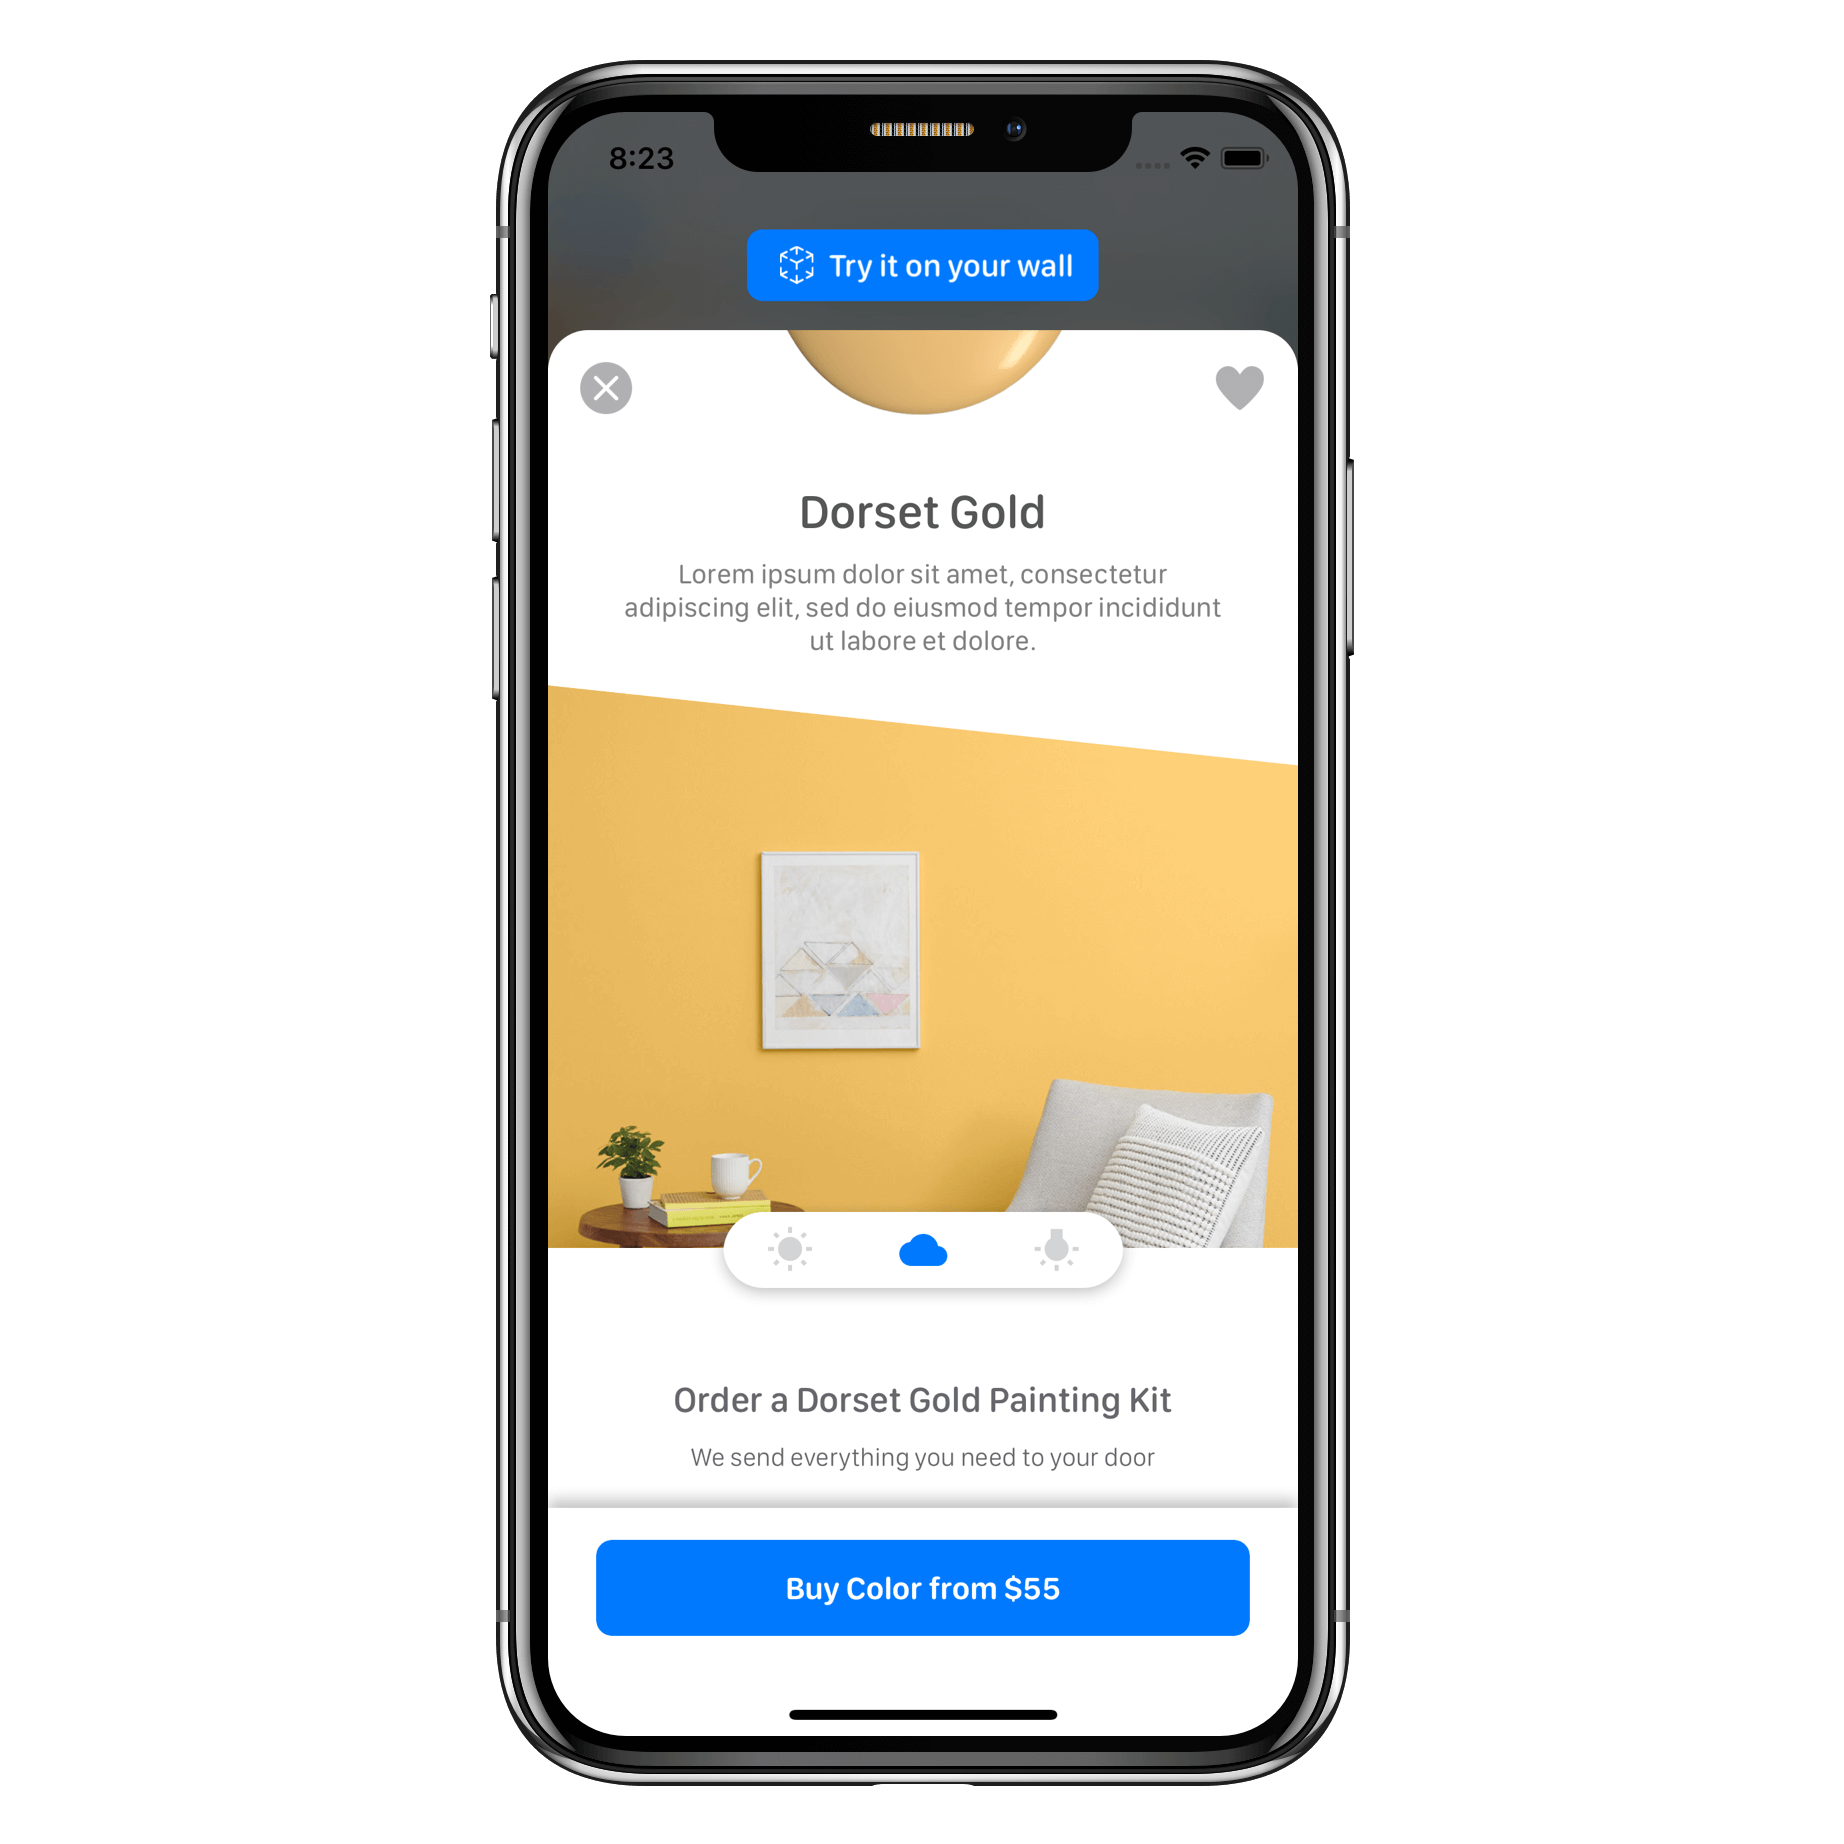 8:23
Try it on your wall
Dorset Gold
Lorem ipsum dolor sit amet, consectetur
adipiscing elit, sed do eiusmod tempor incididunt
ut labore et dolore.
Order a Dorset Gold Painting Kit
We send everything you need to your door
Buy Color from $55